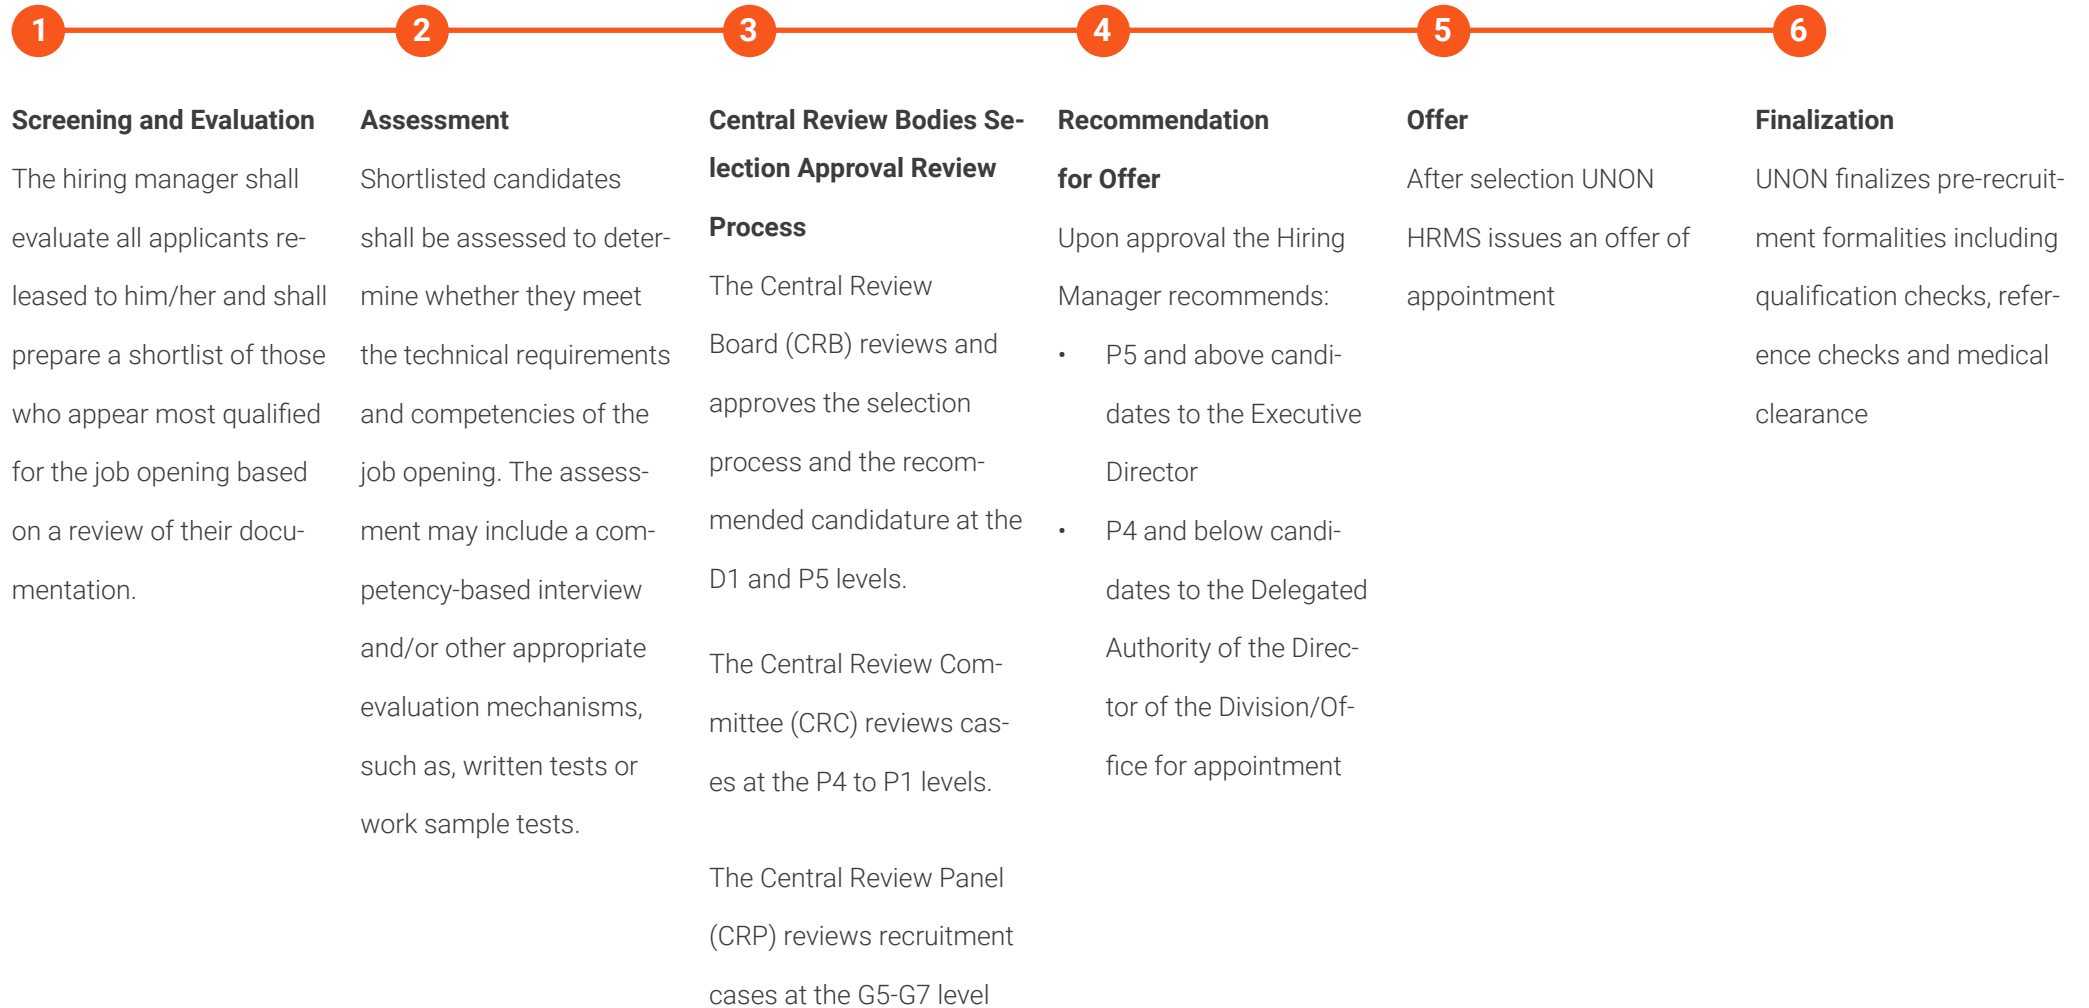 1
2
3
4
5
6
Screening and Evaluation
The hiring manager shall
evaluate all applicants re-
leased to him/her and shall
prepare a shortlist of those
who appear most qualified
for the job opening based
on a review of their docu-
mentation.
Assessment
Shortlisted candidates
shall be assessed to deter-
mine whether they meet
the technical requirements
and competencies of the
job opening. The assess-
ment may include a com-
petency-based interview
and/or other appropriate
evaluation mechanisms,
such as, written tests or
work sample tests.
Central Review Bodies Se-
lection Approval Review
Process
The Central Review
Board (CRB) reviews and
approves the selection
process and the recom-
mended candidature at the
D1 and P5 levels.
The Central Review Com-
mittee (CRC) reviews cas-
es at the P4 to P1 levels.
The Central Review Panel
(CRP) reviews recruitment
cases at the G5-G7 level
Recommendation
for Offer
Upon approval the Hiring
Manager recommends:
• P5 and above candi-
dates to the Executive
Director
• P4 and below candi-
dates to the Delegated
Authority of the Direc-
tor of the Division/Of-
fice for appointment
Offer
After selection UNON
HRMS issues an offer of
appointment
Finalization
UNON finalizes pre-recruit-
ment formalities including
qualification checks, refer-
ence checks and medical
clearance